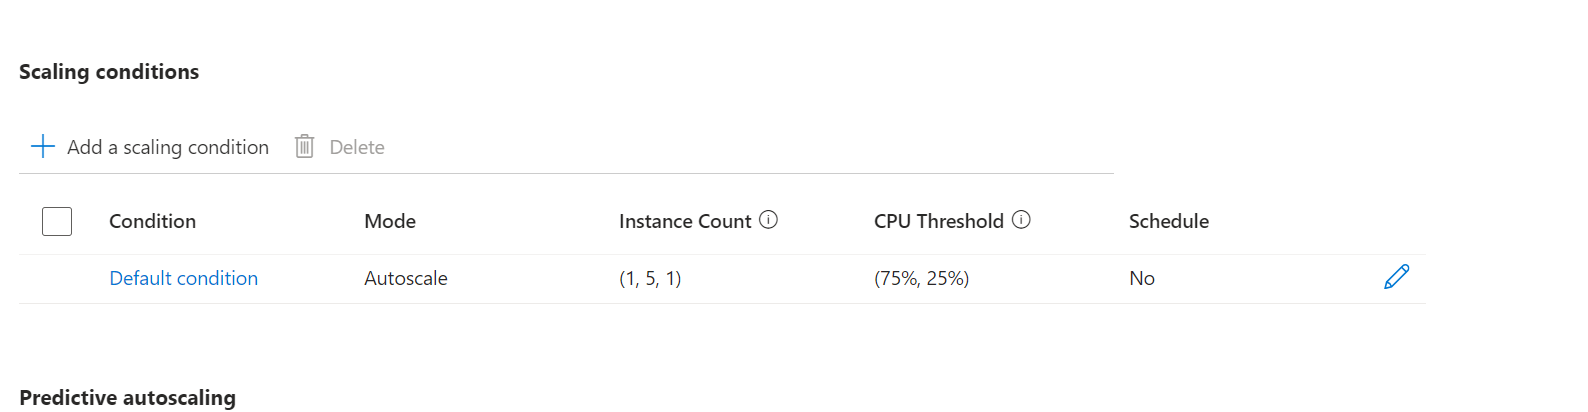 Scaling conditions
Add a scaling condition Delete
Condition Mode Instance Count CPU Threshold Schedule
Default condition Autoscale (1, 5, 1) (75%, 25%) No
Predictive autoscaling